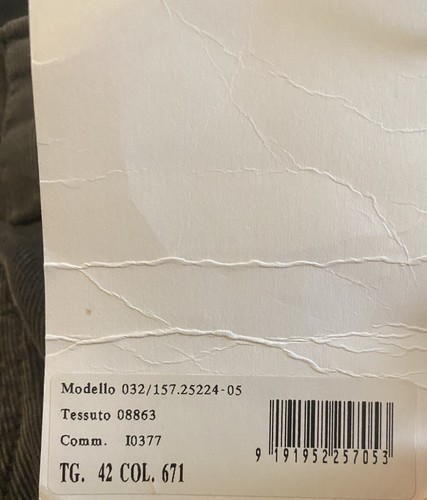 Modello 032/157.25224-05
Tessuto 08863
Comm. I0377
TG. 42 COL. 671
9 191952 257053